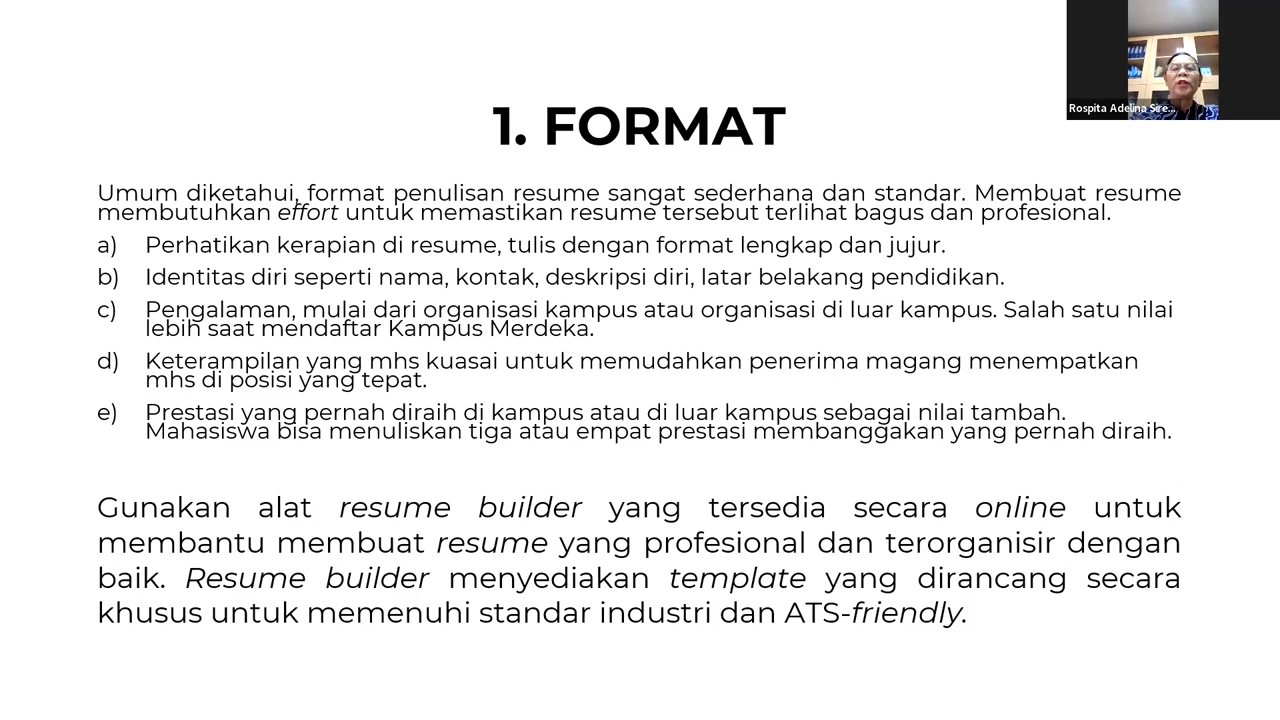 1. FORMAT
Rospita Adelina Sire...
Umum diketahui, format penulisan resume sangat sederhana dan standar. Membuat resume
membutuhkan effort untuk memastikan resume tersebut terlihat bagus dan profesional.
a) Perhatikan kerapian di resume, tulis dengan format lengkap dan jujur.
b) Identitas diri seperti nama, kontak, deskripsi diri, latar belakang pendidikan.
c) Pengalaman, mulai dari organisasi kampus atau organisasi di luar kampus. Salah satu nilai
lebih saat mendaftar Kampus Merdeka.
d) Keterampilan yang mhs kuasai untuk memudahkan penerima magang menempatkan
mhs di posisi yang tepat.
e) Prestasi yang pernah diraih di kampus atau di luar kampus sebagai nilai tambah.
Mahasiswa bisa menuliskan tiga atau empat prestasi membanggakan yang pernah diraih.
Gunakan alat resume builder yang tersedia secara online untuk
membantu membuat resume yang profesional dan terorganisir dengan
baik. Resume builder menyediakan template yang dirancang secara
khusus untuk memenuhi standar industri dan ATS-friendly.